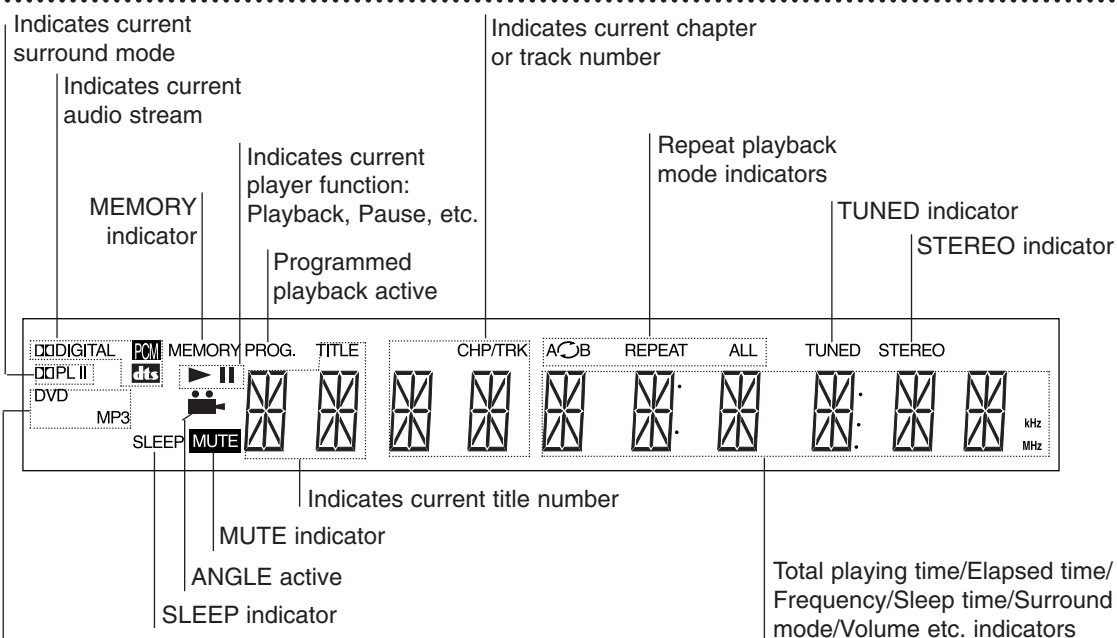 Indicates current
surround mode
Indicates current
audio stream
MEMORY
indicator
Indicates current
player function:
Playback, Pause, etc.
Programmed
playback active
Indicates current chapter
or track number
Repeat playback
mode indicators
TUNED indicator
STEREO indicator
DIGITAL PCM MEMORY PROG. TITLE CHP/TRK A B REPEAT ALL TUNED STEREO
PL II dts
DVD
MP3
SLEEP MUTE
kHz
MHz
Indicates current title number
MUTE indicator
ANGLE active
SLEEP indicator
Total playing time/Elapsed time/
Frequency/Sleep time/Surround
mode/Volume etc. indicators